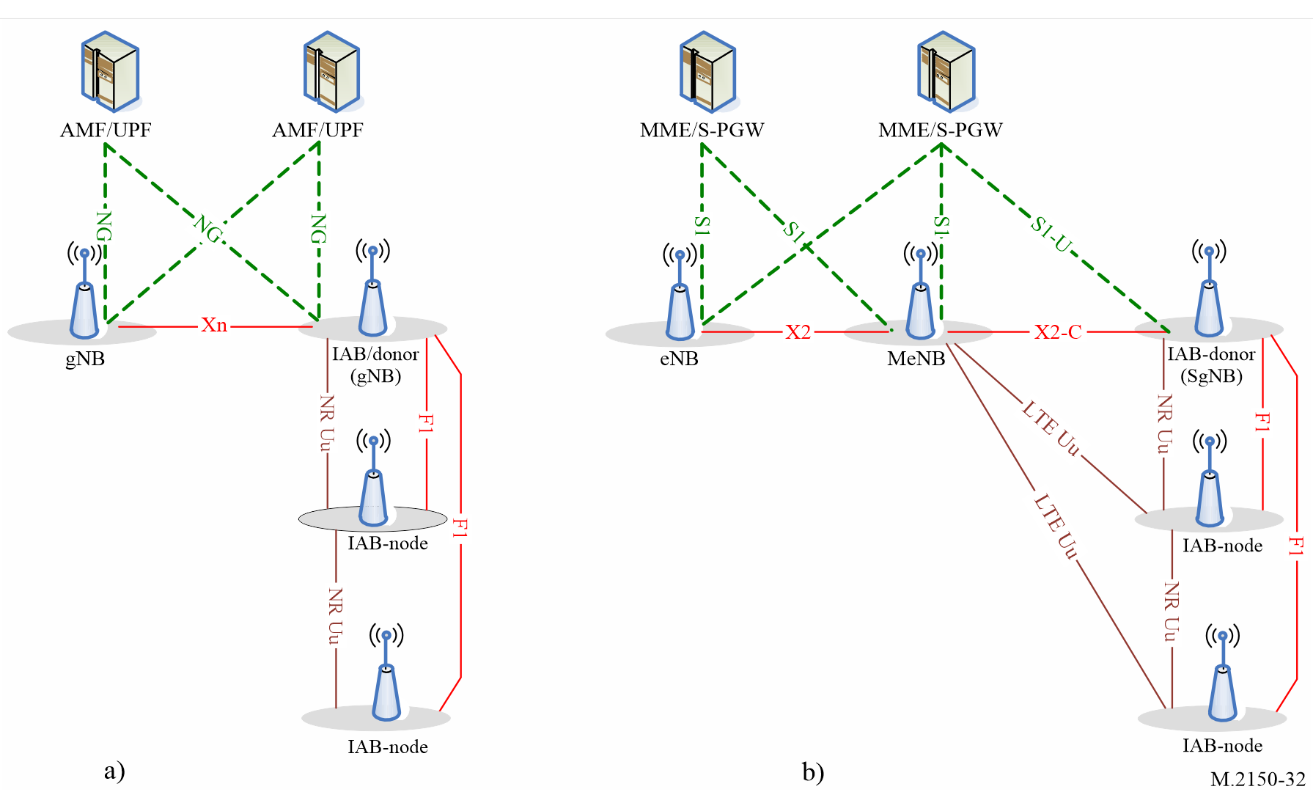 AMF/UPF
AMF/UPF
MME/S-PGW
MME/S-PGW
NG
NG
NG
S1
S1
S1
S1-U
Xn
X2
X2-C
gNB
IAB/donor
(gNB)
eNB
MeNB
IAB-donor
(SgNB)
NR Uu
F1
LTE Uu
NR Uu
F1
F1
LTE Uu
F1
IAB-node
IAB-node
NR Uu
NR Uu
IAB-node
IAB-node
a)
b)
M.2150-32